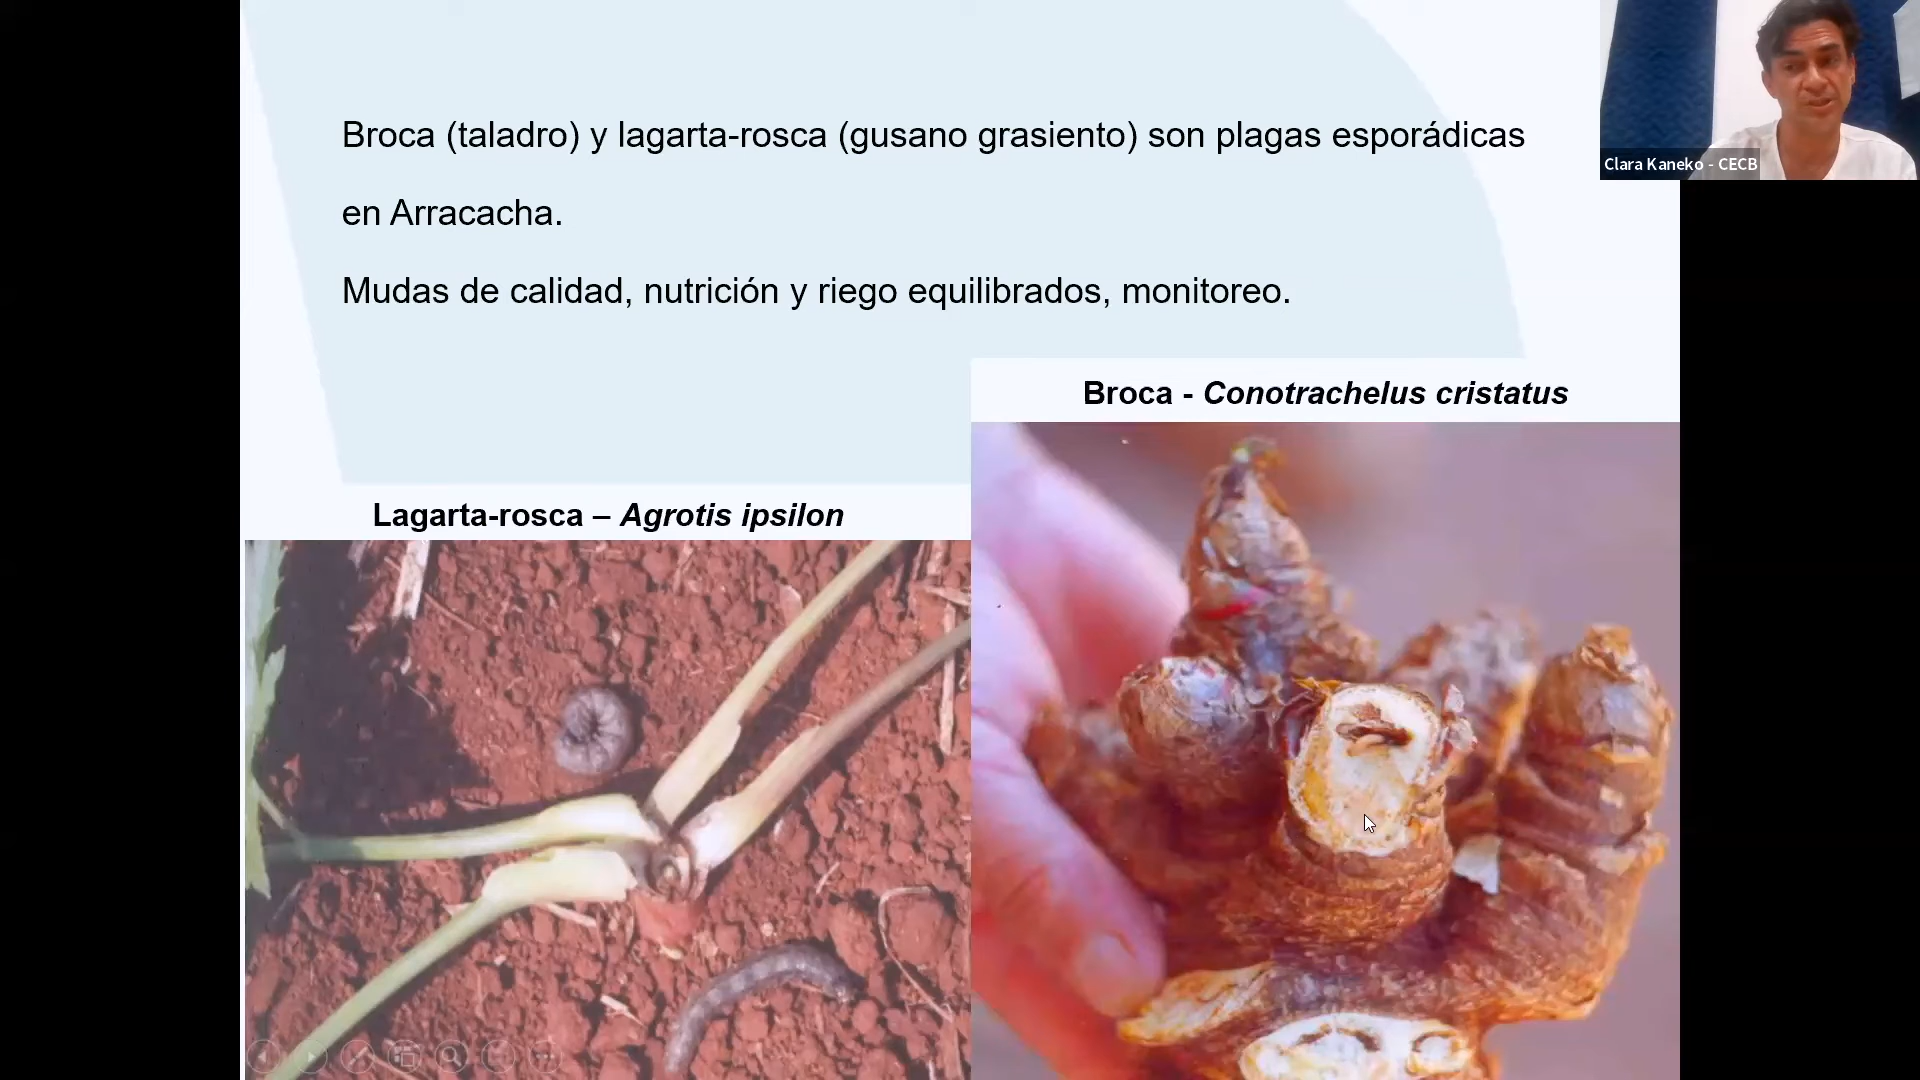 Broca (taladro) y lagarta-rosca (gusano grasiento) son plagas esporádicas
en Arracacha.
Mudas de calidad, nutrición y riego equilibrados, monitoreo.
Broca - Conotrachelus cristatus
Lagarta-rosca – Agrotis ipsilon
Clara Kaneko - CECB